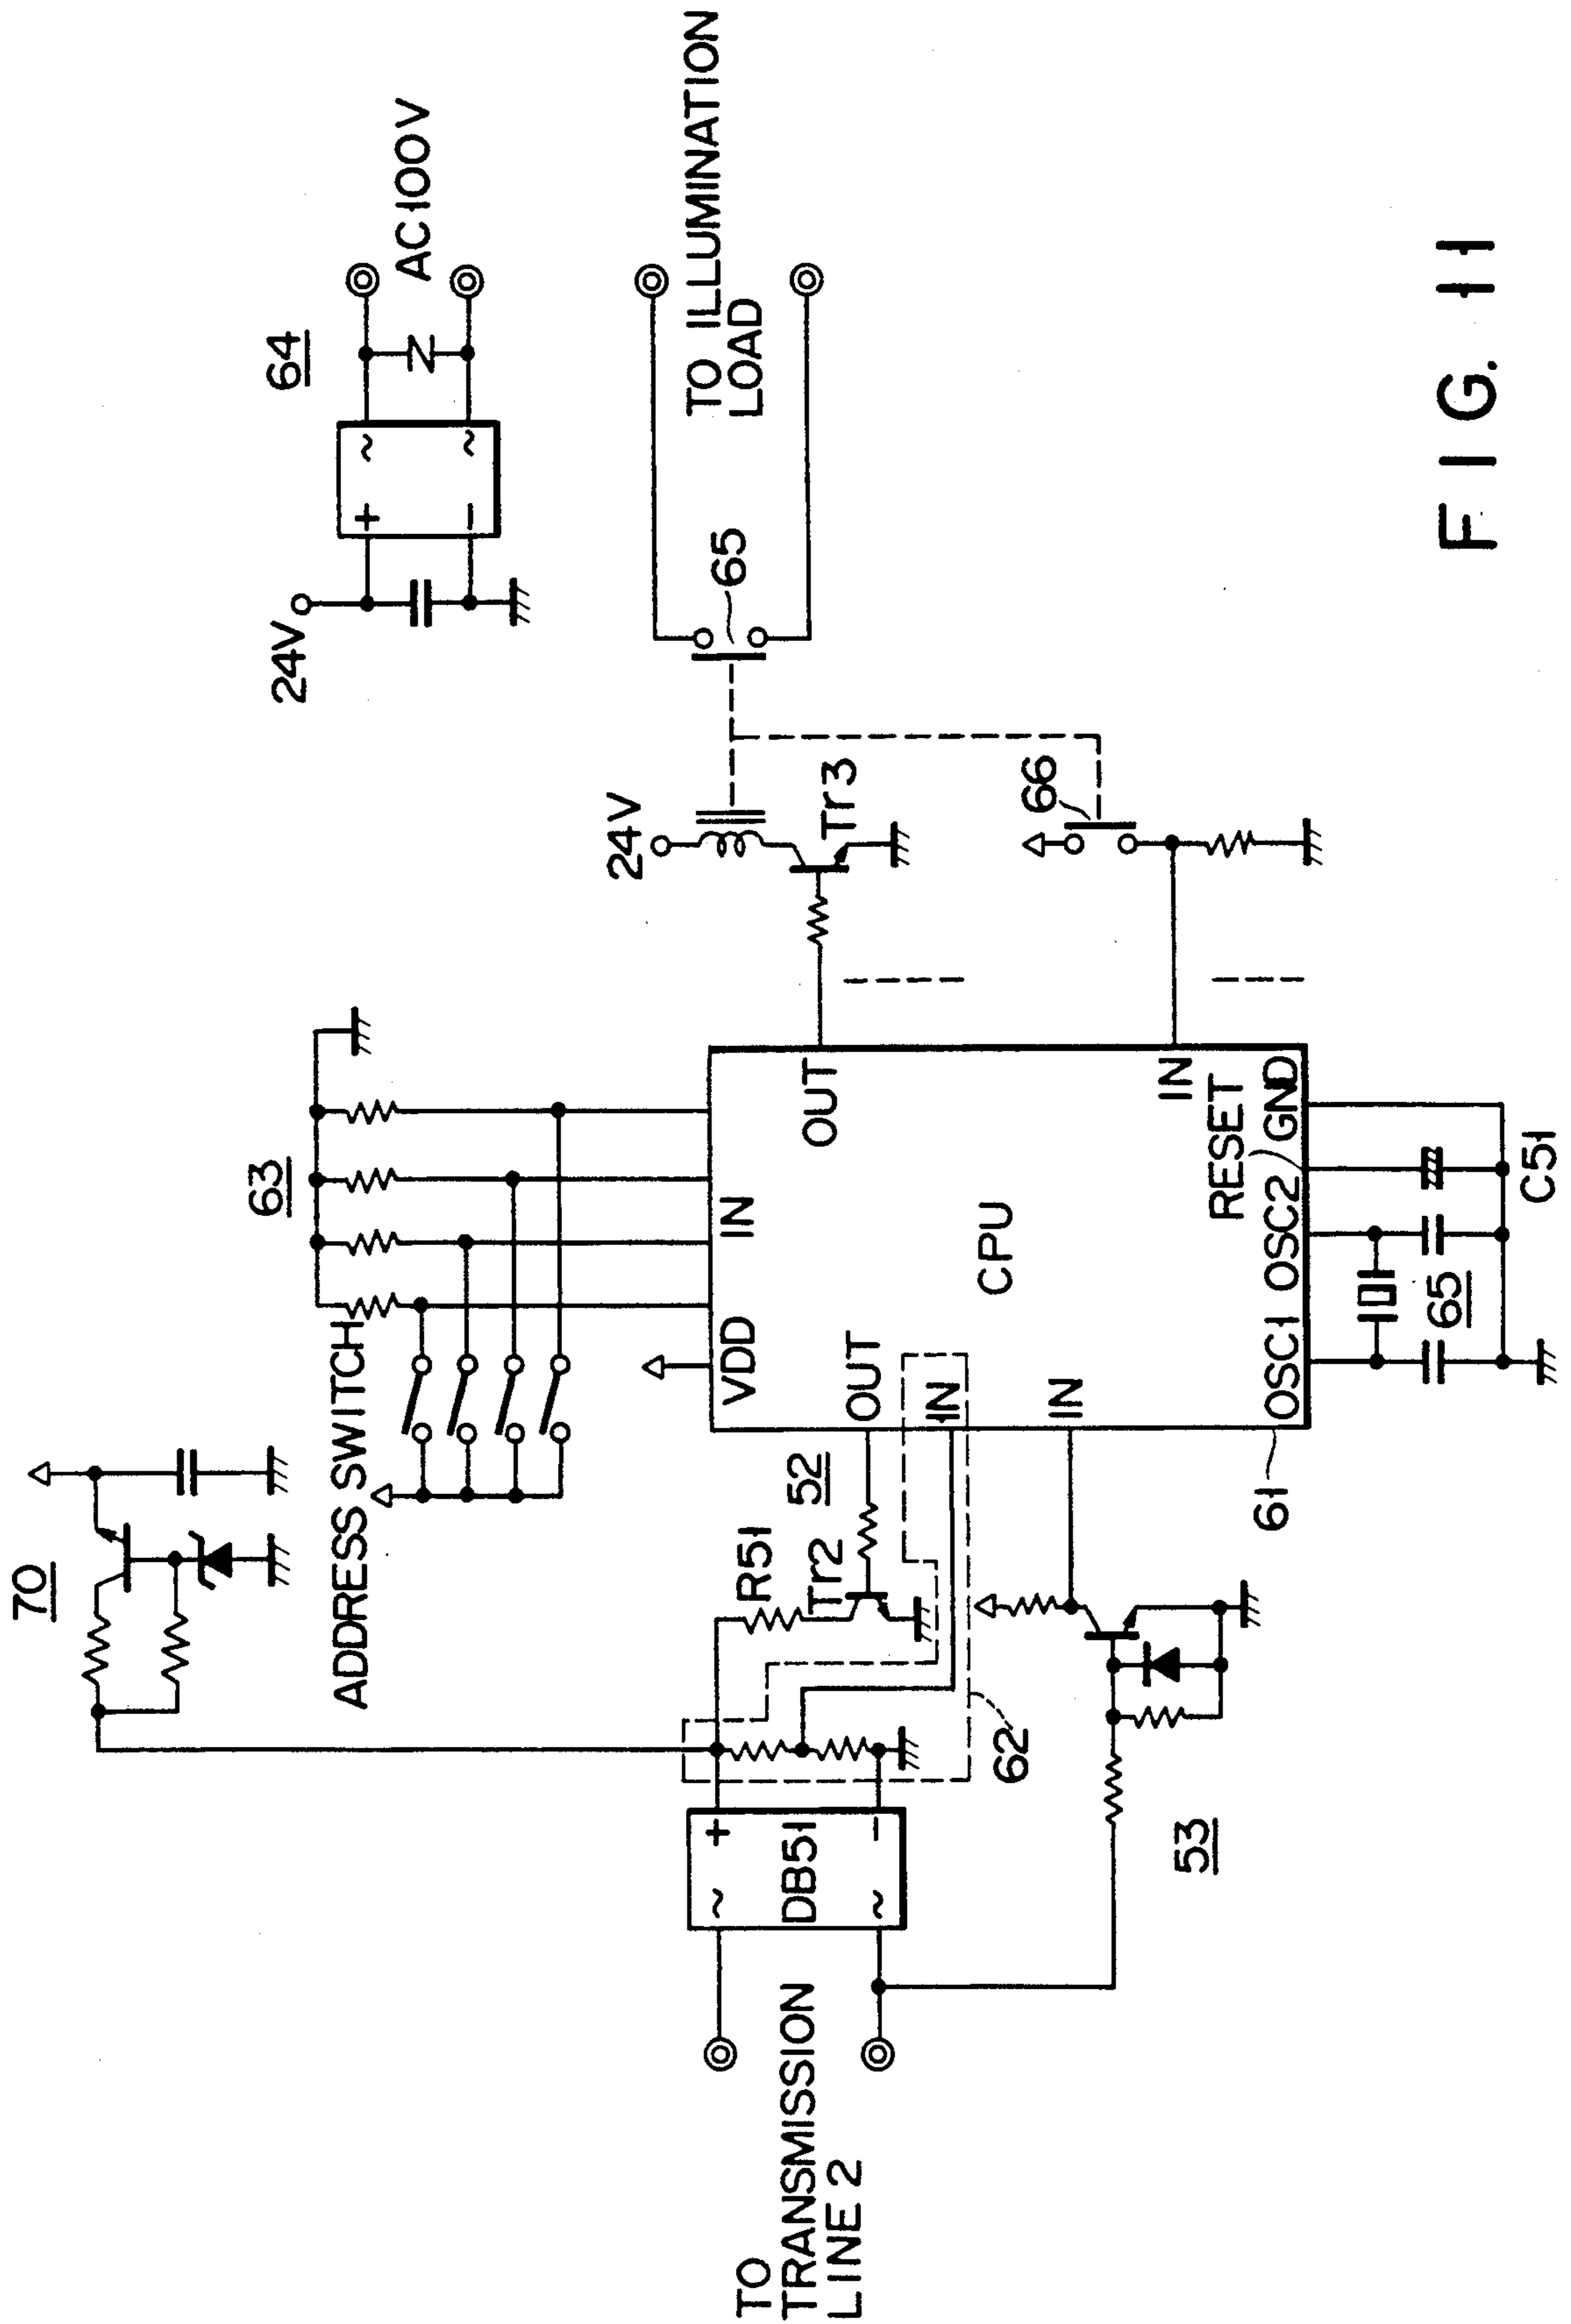 70
ADDRESS SWITCH
63
24V
64
AC100V
TO
TRANSMISSION
LINE 2
+
-
~
~
DB51
R51
Tr2
52
62
53
VDD
IN
OUT
IN
IN
OUT
IN
CPU
61
OSC1
OSC2
RESET
GND
65
C51
24V
Tr3
66
65
+
-
~
~
TO ILLUMINATION
LOAD
FIG. 11